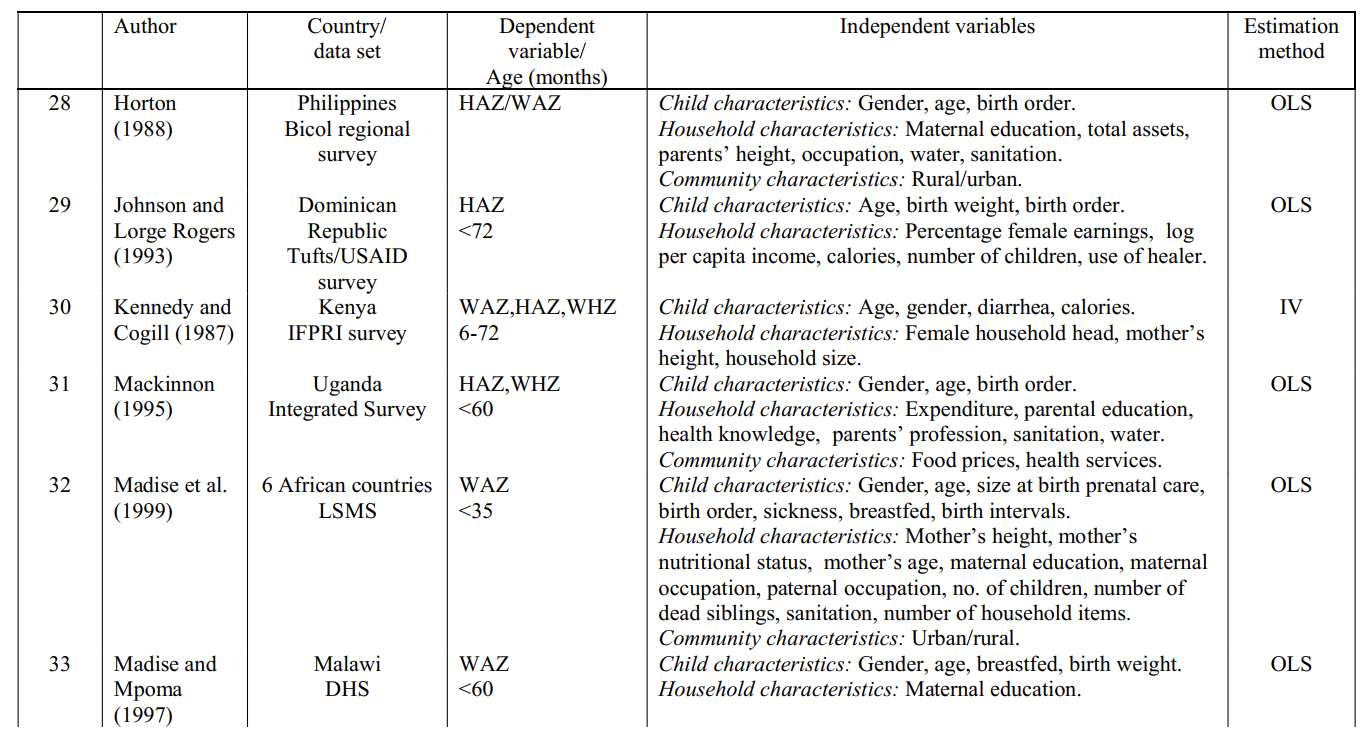 Author
Country/
data set
Dependent
variable/
Age (months)
Independent variables
Estimation
method
28
Horton
(1988)
Philippines
Bicol regional
survey
HAZ/WAZ
Child characteristics: Gender, age, birth order.
Household characteristics: Maternal education, total assets,
parents’ height, occupation, water, sanitation.
Community characteristics: Rural/urban.
OLS
29
Johnson and
Lorge Rogers
(1993)
Dominican
Republic
Tufts/USAID
survey
HAZ
<72
Child characteristics: Age, birth weight, birth order.
Household characteristics: Percentage female earnings, log
per capita income, calories, number of children, use of healer.
OLS
30
Kennedy and
Cogill (1987)
Kenya
IFPRI survey
WAZ,HAZ,WHZ
6-72
Child characteristics: Age, gender, diarrhea, calories.
Household characteristics: Female household head, mother’s
height, household size.
IV
31
Mackinnon
(1995)
Uganda
Integrated Survey
HAZ,WHZ
<60
Child characteristics: Gender, age, birth order.
Household characteristics: Expenditure, parental education,
health knowledge, parents’ profession, sanitation, water.
Community characteristics: Food prices, health services.
OLS
32
Madise et al.
(1999)
6 African countries
LSMS
WAZ
<35
Child characteristics: Gender, age, size at birth prenatal care,
birth order, sickness, breastfed, birth intervals.
Household characteristics: Mother’s height, mother’s
nutritional status, mother’s age, maternal education, maternal
occupation, paternal occupation, no. of children, number of
dead siblings, sanitation, number of household items.
Community characteristics: Urban/rural.
OLS
33
Madise and
Mpoma
(1997)
Malawi
DHS
WAZ
<60
Child characteristics: Gender, age, breastfed, birth weight.
Household characteristics: Maternal education.
OLS